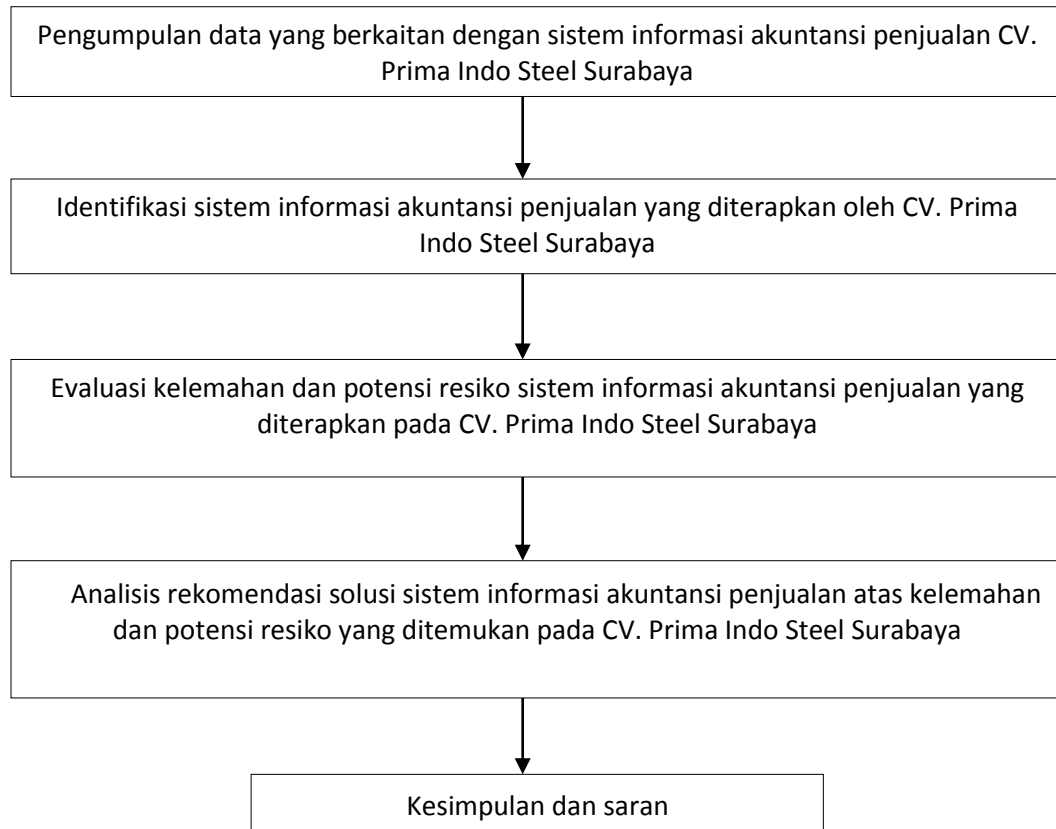 Pengumpulan data yang berkaitan dengan sistem informasi akuntansi penjualan CV.
Prima Indo Steel Surabaya
Identifikasi sistem informasi akuntansi penjualan yang diterapkan oleh CV. Prima
Indo Steel Surabaya
Evaluasi kelemahan dan potensi resiko sistem informasi akuntansi penjualan yang
diterapkan pada CV. Prima Indo Steel Surabaya
Analisis rekomendasi solusi sistem informasi akuntansi penjualan atas kelemahan
dan potensi resiko yang ditemukan pada CV. Prima Indo Steel Surabaya
Kesimpulan dan saran